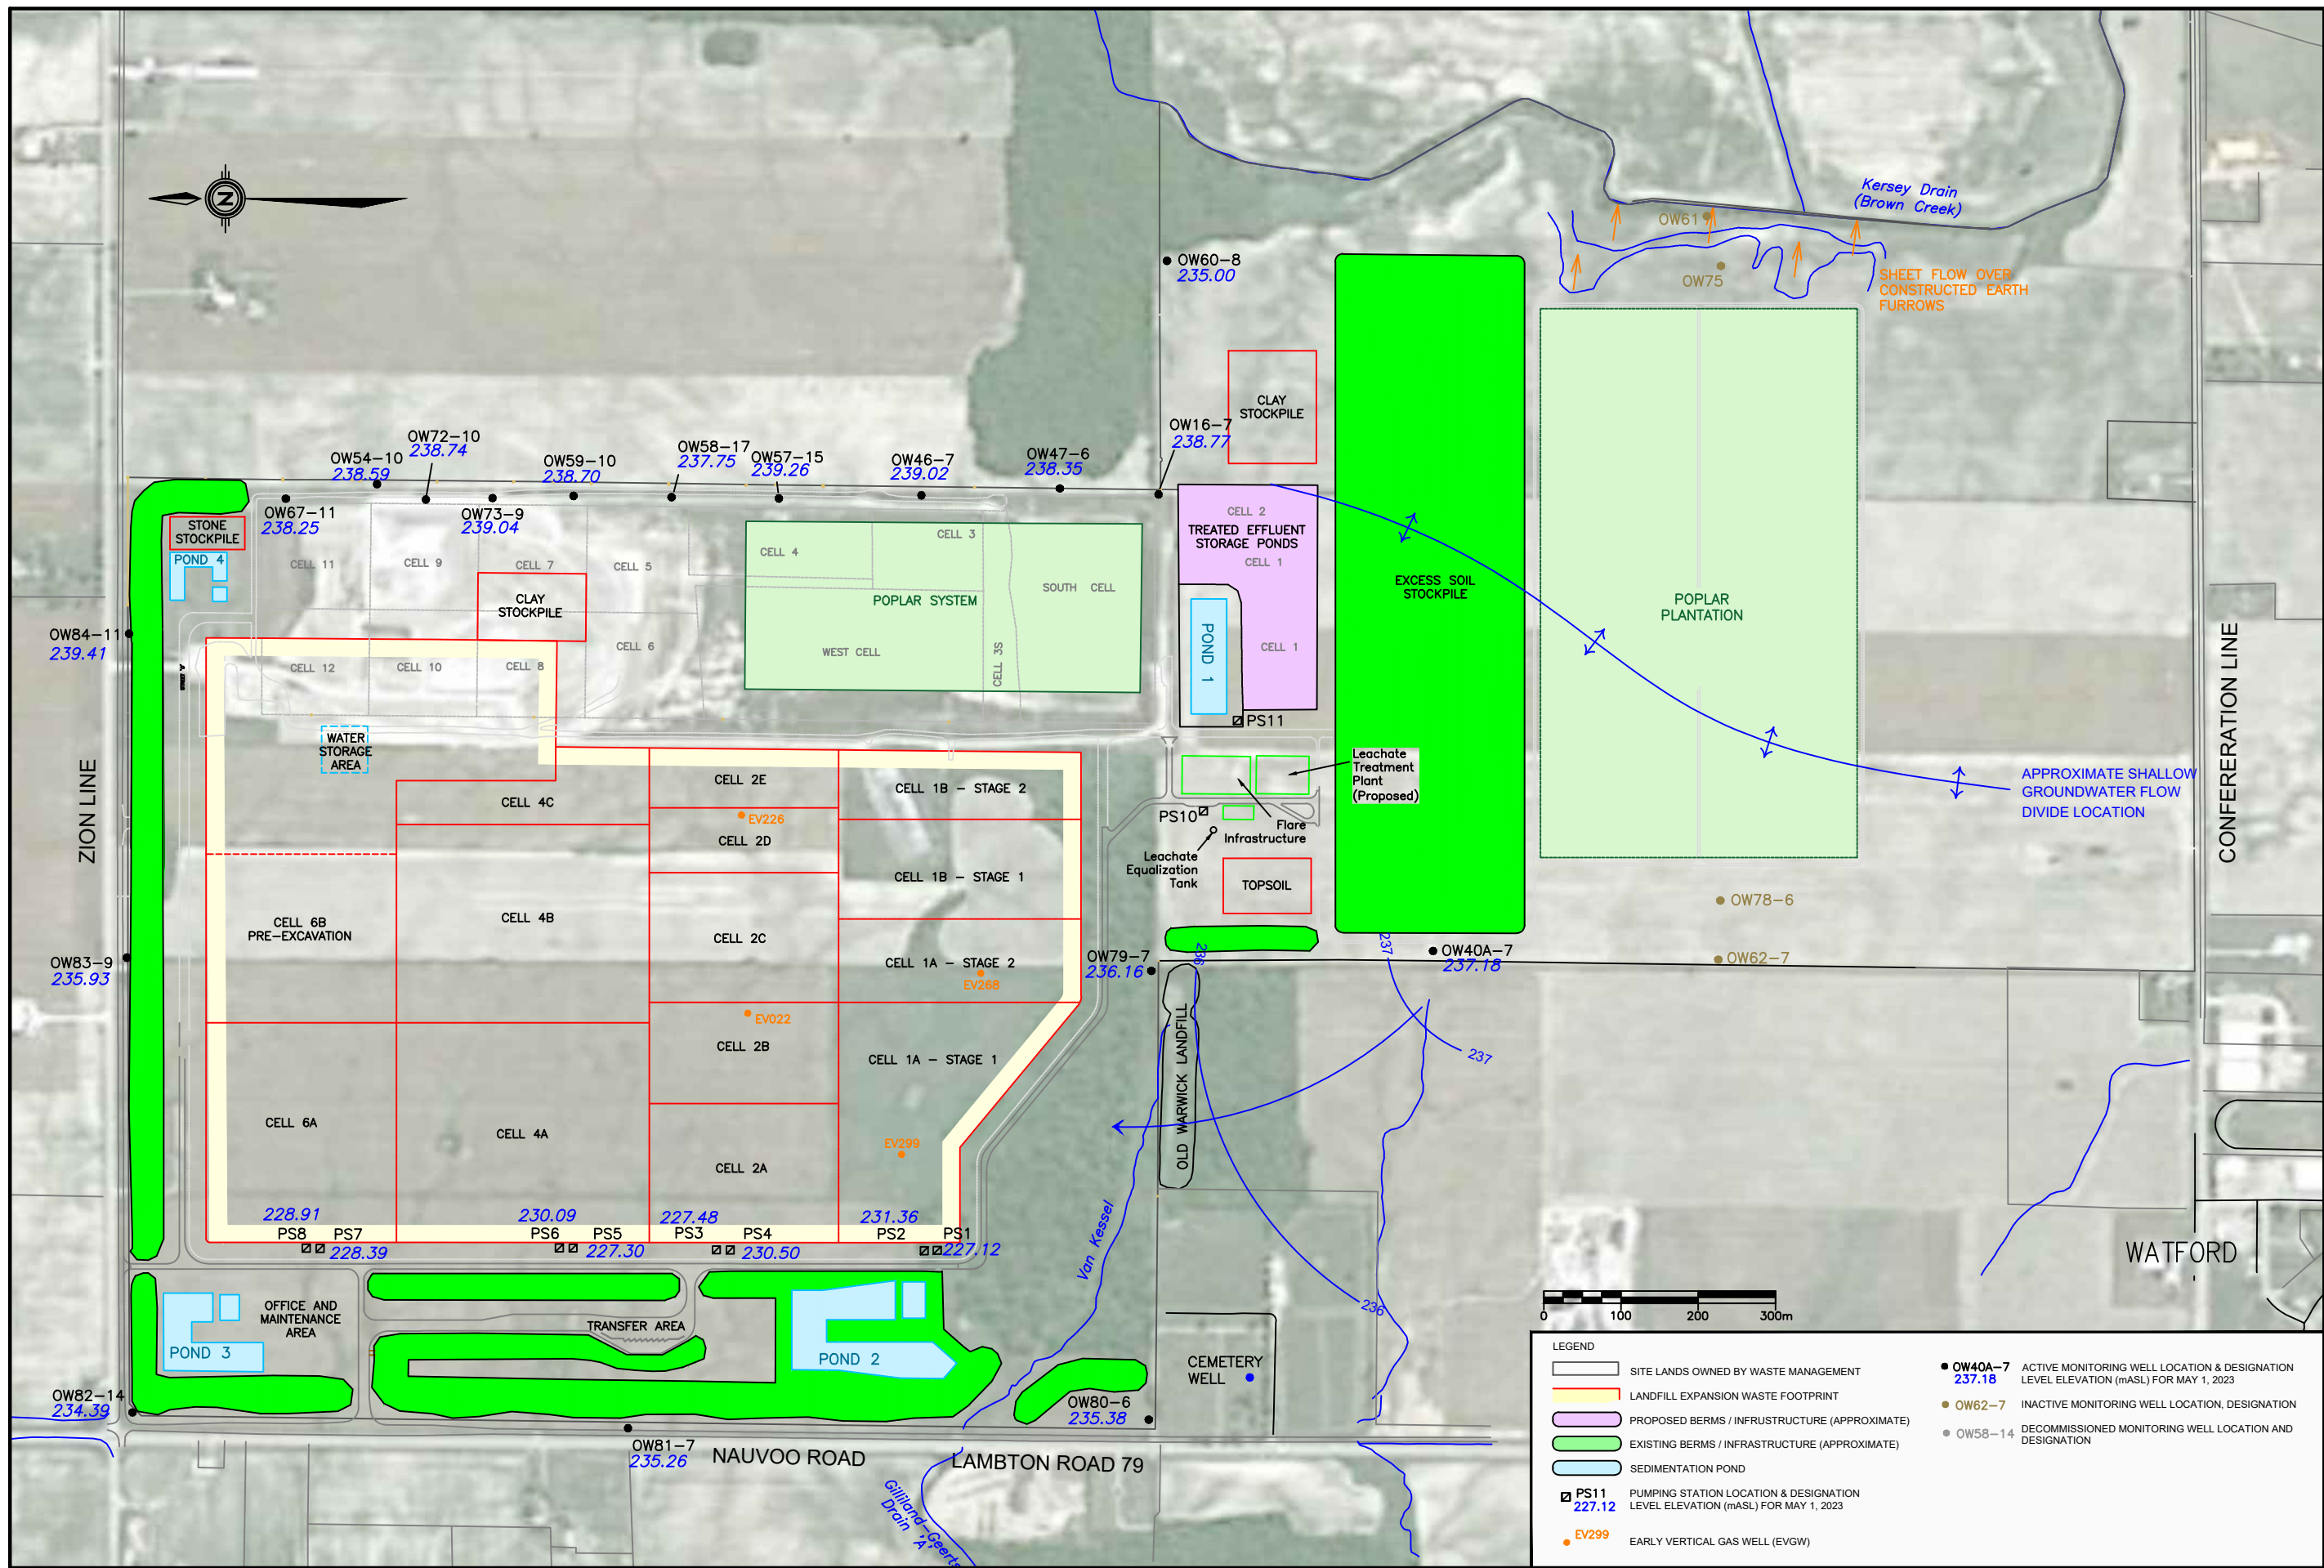 Kersey Drain
(Brown Creek)
OW61
OW75
SHEET FLOW OVER
CONSTRUCTED EARTH
FURROWS
N
OW60-8
235.00
CLAY
STOCKPILE
OW16-7
238.77
OW47-6
238.35
OW46-7
239.02
OW57-15
239.26
OW58-17
237.75
OW59-10
238.70
OW72-10
238.74
OW54-10
238.59
OW67-11
238.25
OW73-9
239.04
STONE
STOCKPILE
POND 4
CELL 11
CELL 9
CELL 7
CELL 5
CLAY
STOCKPILE
CELL 12
CELL 10
CELL 8
CELL 6
CELL 4
CELL 3
POPLAR SYSTEM
SOUTH CELL
WEST CELL
CELL 3S
CELL 2
TREATED EFFLUENT
STORAGE PONDS
CELL 1
CELL 1
POND 1
PS11
EXCESS SOIL
STOCKPILE
POPLAR
PLANTATION
OW84-11
239.41
WATER
STORAGE
AREA
ZION LINE
CONFERERATION LINE
APPROXIMATE SHALLOW
GROUNDWATER FLOW
DIVIDE LOCATION
Leachate
Treatment
Plant
(Proposed)
PS10
Flare
Infrastructure
Leachate
Equalization
Tank
TOPSOIL
CELL 2E
CELL 1B - STAGE 2
CELL 4C
EV226
CELL 2D
CELL 1B - STAGE 1
CELL 6B
PRE-EXCAVATION
CELL 4B
CELL 2C
CELL 1A - STAGE 2
EV268
EV022
CELL 2B
CELL 1A - STAGE 1
CELL 6A
CELL 4A
CELL 2A
EV299
OW83-9
235.93
OW79-7
236.16
236
237
OW40A-7
237.18
OW78-6
OW62-7
237
OLD WARWICK LANDFILL
Van Kessel
236
228.91
PS8
PS7
228.39
230.09
PS6
PS5
227.30
227.48
PS3
PS4
230.50
231.36
PS2
PS1
227.12
WATFORD
OFFICE AND
MAINTENANCE
AREA
POND 3
TRANSFER AREA
POND 2
CEMETERY
WELL
OW82-14
234.39
OW81-7
235.26
OW80-6
235.38
NAUVOO ROAD
LAMBTON ROAD 79
Gilliland-Geerts
Drain 'A'
0 100 200 300m
LEGEND
SITE LANDS OWNED BY WASTE MANAGEMENT
LANDFILL EXPANSION WASTE FOOTPRINT
PROPOSED BERMS / INFRUSTRUCTURE (APPROXIMATE)
EXISTING BERMS / INFRASTRUCTURE (APPROXIMATE)
SEDIMENTATION POND
PS11
227.12
PUMPING STATION LOCATION & DESIGNATION
LEVEL ELEVATION (mASL) FOR MAY 1, 2023
EV299
EARLY VERTICAL GAS WELL (EVGW)
OW40A-7
237.18
ACTIVE MONITORING WELL LOCATION & DESIGNATION
LEVEL ELEVATION (mASL) FOR MAY 1, 2023
OW62-7
INACTIVE MONITORING WELL LOCATION, DESIGNATION
OW58-14
DECOMMISSIONED MONITORING WELL LOCATION AND
DESIGNATION